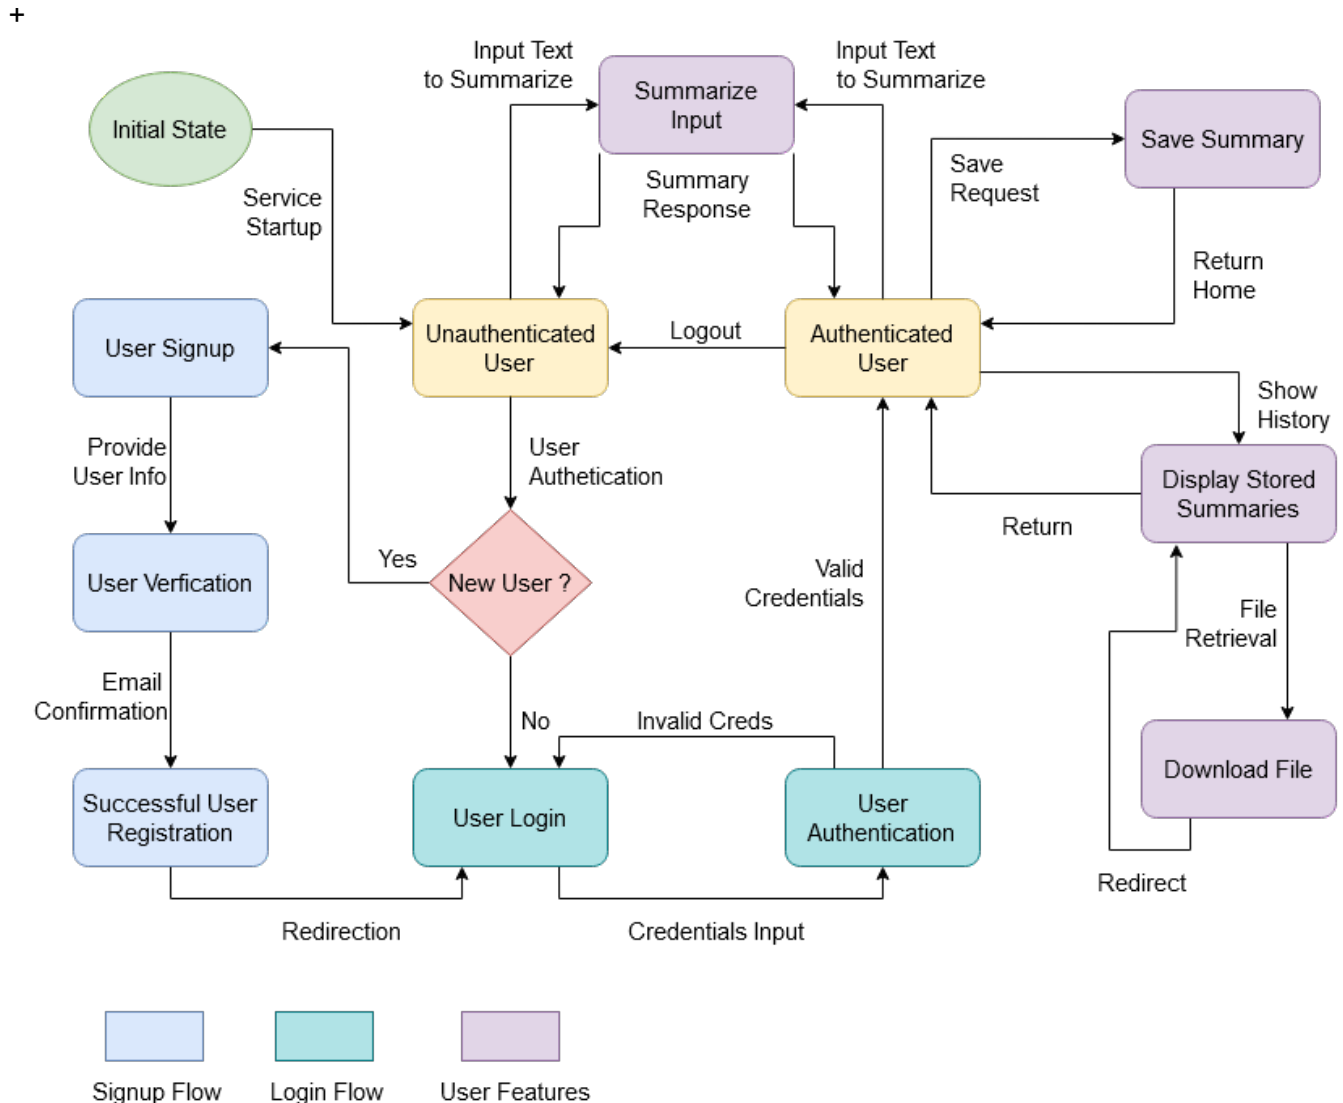 +
Input Text
to Summarize
Input Text
to Summarize
Summarize
Input
Initial State
Save Summary
Service
Startup
Summary
Response
Save
Request
Return
Home
User Signup
Unauthenticated
User
Logout
Authenticated
User
Show
History
Provide
User Info
User
Authetication
Display Stored
Summaries
Return
User Verfication
Yes
New User ?
Valid
Credentials
File
Retrieval
Email
Confirmation
No
Invalid Creds
Download File
Successful User
Registration
User Login
User
Authentication
Redirect
Redirection
Credentials Input
Signup Flow
Login Flow
User Features